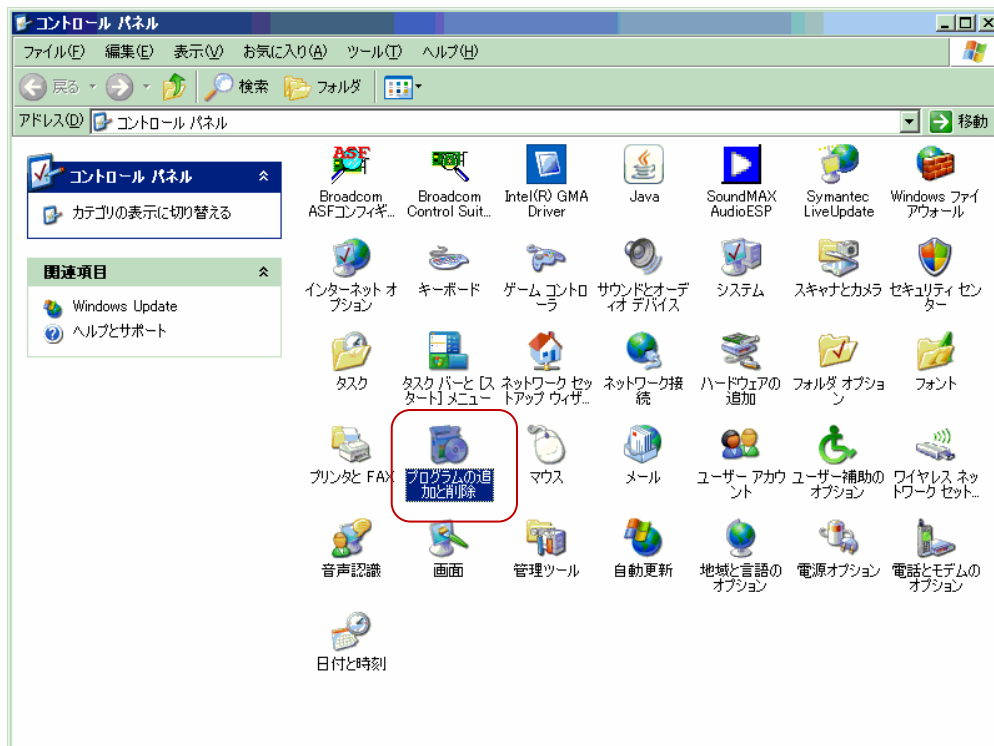 コントロール パネル
ファイル(F) 編集(E) 表示(V) お気に入り(A) ツール(T) ヘルプ(H)
戻る 検索 フォルダ
アドレス(D) コントロール パネル 移動
コントロール パネル
カテゴリの表示に切り替える
関連項目
Windows Update
ヘルプとサポート
ASF
Broadcom
ASFコンフィギ...
Broadcom
Control Suit...
Intel(R) GMA
Driver
Java
SoundMAX
AudioESP
Symantec
LiveUpdate
Windows ファイ
アウォール
インターネット オ
プション
キーボード
ゲーム コントロ
ーラ
サウンドとオーデ
ィオ デバイス
システム
スキャナとカメラ
セキュリティ セン
ター
タスク
タスク バーと [ス
タート] メニュー
ネットワーク セッ
トアップ ウィザ...
ネットワーク接
続
ハードウェアの
追加
フォルダ オプショ
ン
フォント
プリンタと FAX
プログラムの追
加と削除
マウス
メール
ユーザー アカウ
ント
ユーザー補助の
オプション
ワイヤレス ネッ
トワーク セット...
音声認識
画面
管理ツール
自動更新
地域と言語の
オプション
電源オプション
電話とモデムの
オプション
日付と時刻